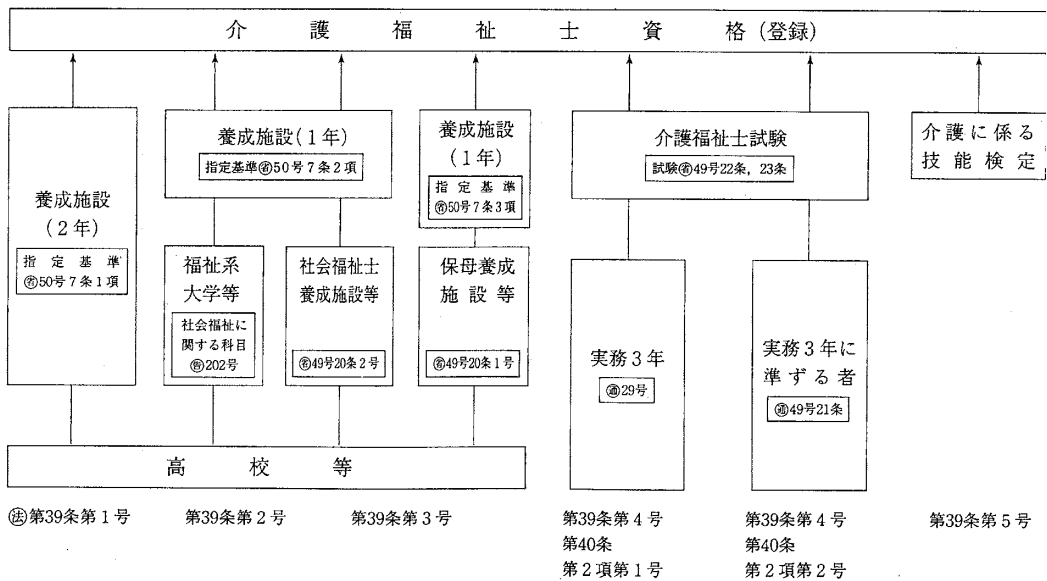 介護福祉士資格(登録)
養成施設
(2年)
指定基準
㊎50号7条1項
養成施設(1年)
指定基準㊎50号7条2項
福祉系
大学等
社会福祉に
関する科目
㊎202号
社会福祉士
養成施設等
㊎49号20条2号
養成施設
(1年)
指定基準
㊎50号7条3項
保母養成
施設等
㊎49号20条1号
介護福祉士試験
試験㊎49号22条，23条
実務3年
㊎29号
実務3年に
準ずる者
㊎49号21条
介護に係る
技能検定
高校等
法第39条第1号
第39条第2号
第39条第3号
第39条第4号
第40条
第2項第1号
第39条第4号
第40条
第2項第2号
第39条第5号